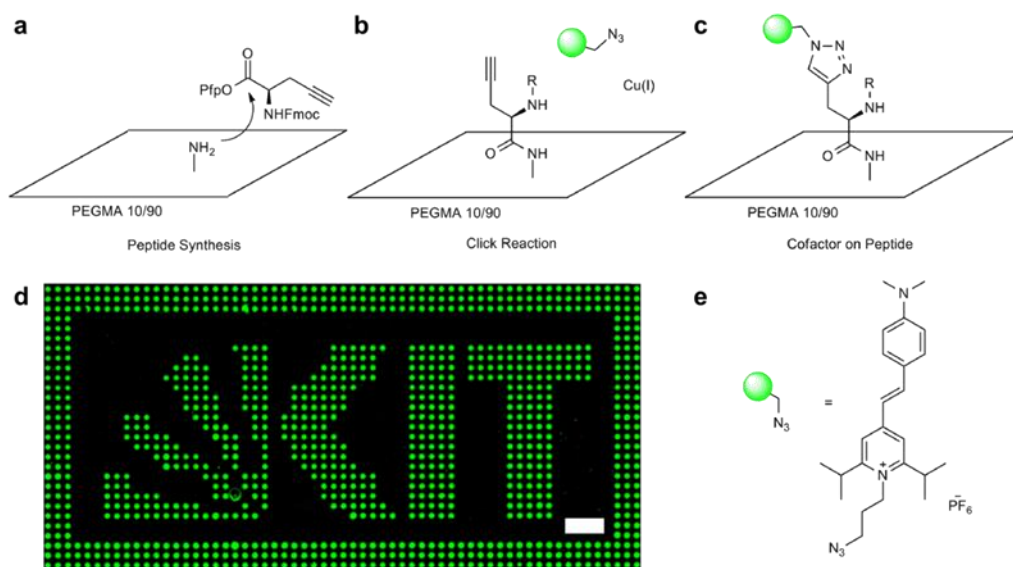 a
O
PfpO
NHFmoc
NH2
PEGMA 10/90
Peptide Synthesis
b
N3
R
NH
Cu(I)
O
NH
PEGMA 10/90
Click Reaction
c
N
N
N
R
NH
O
NH
PEGMA 10/90
Cofactor on Peptide
d
KIT
e
N3
=
N
N
+
PF6
−
N3